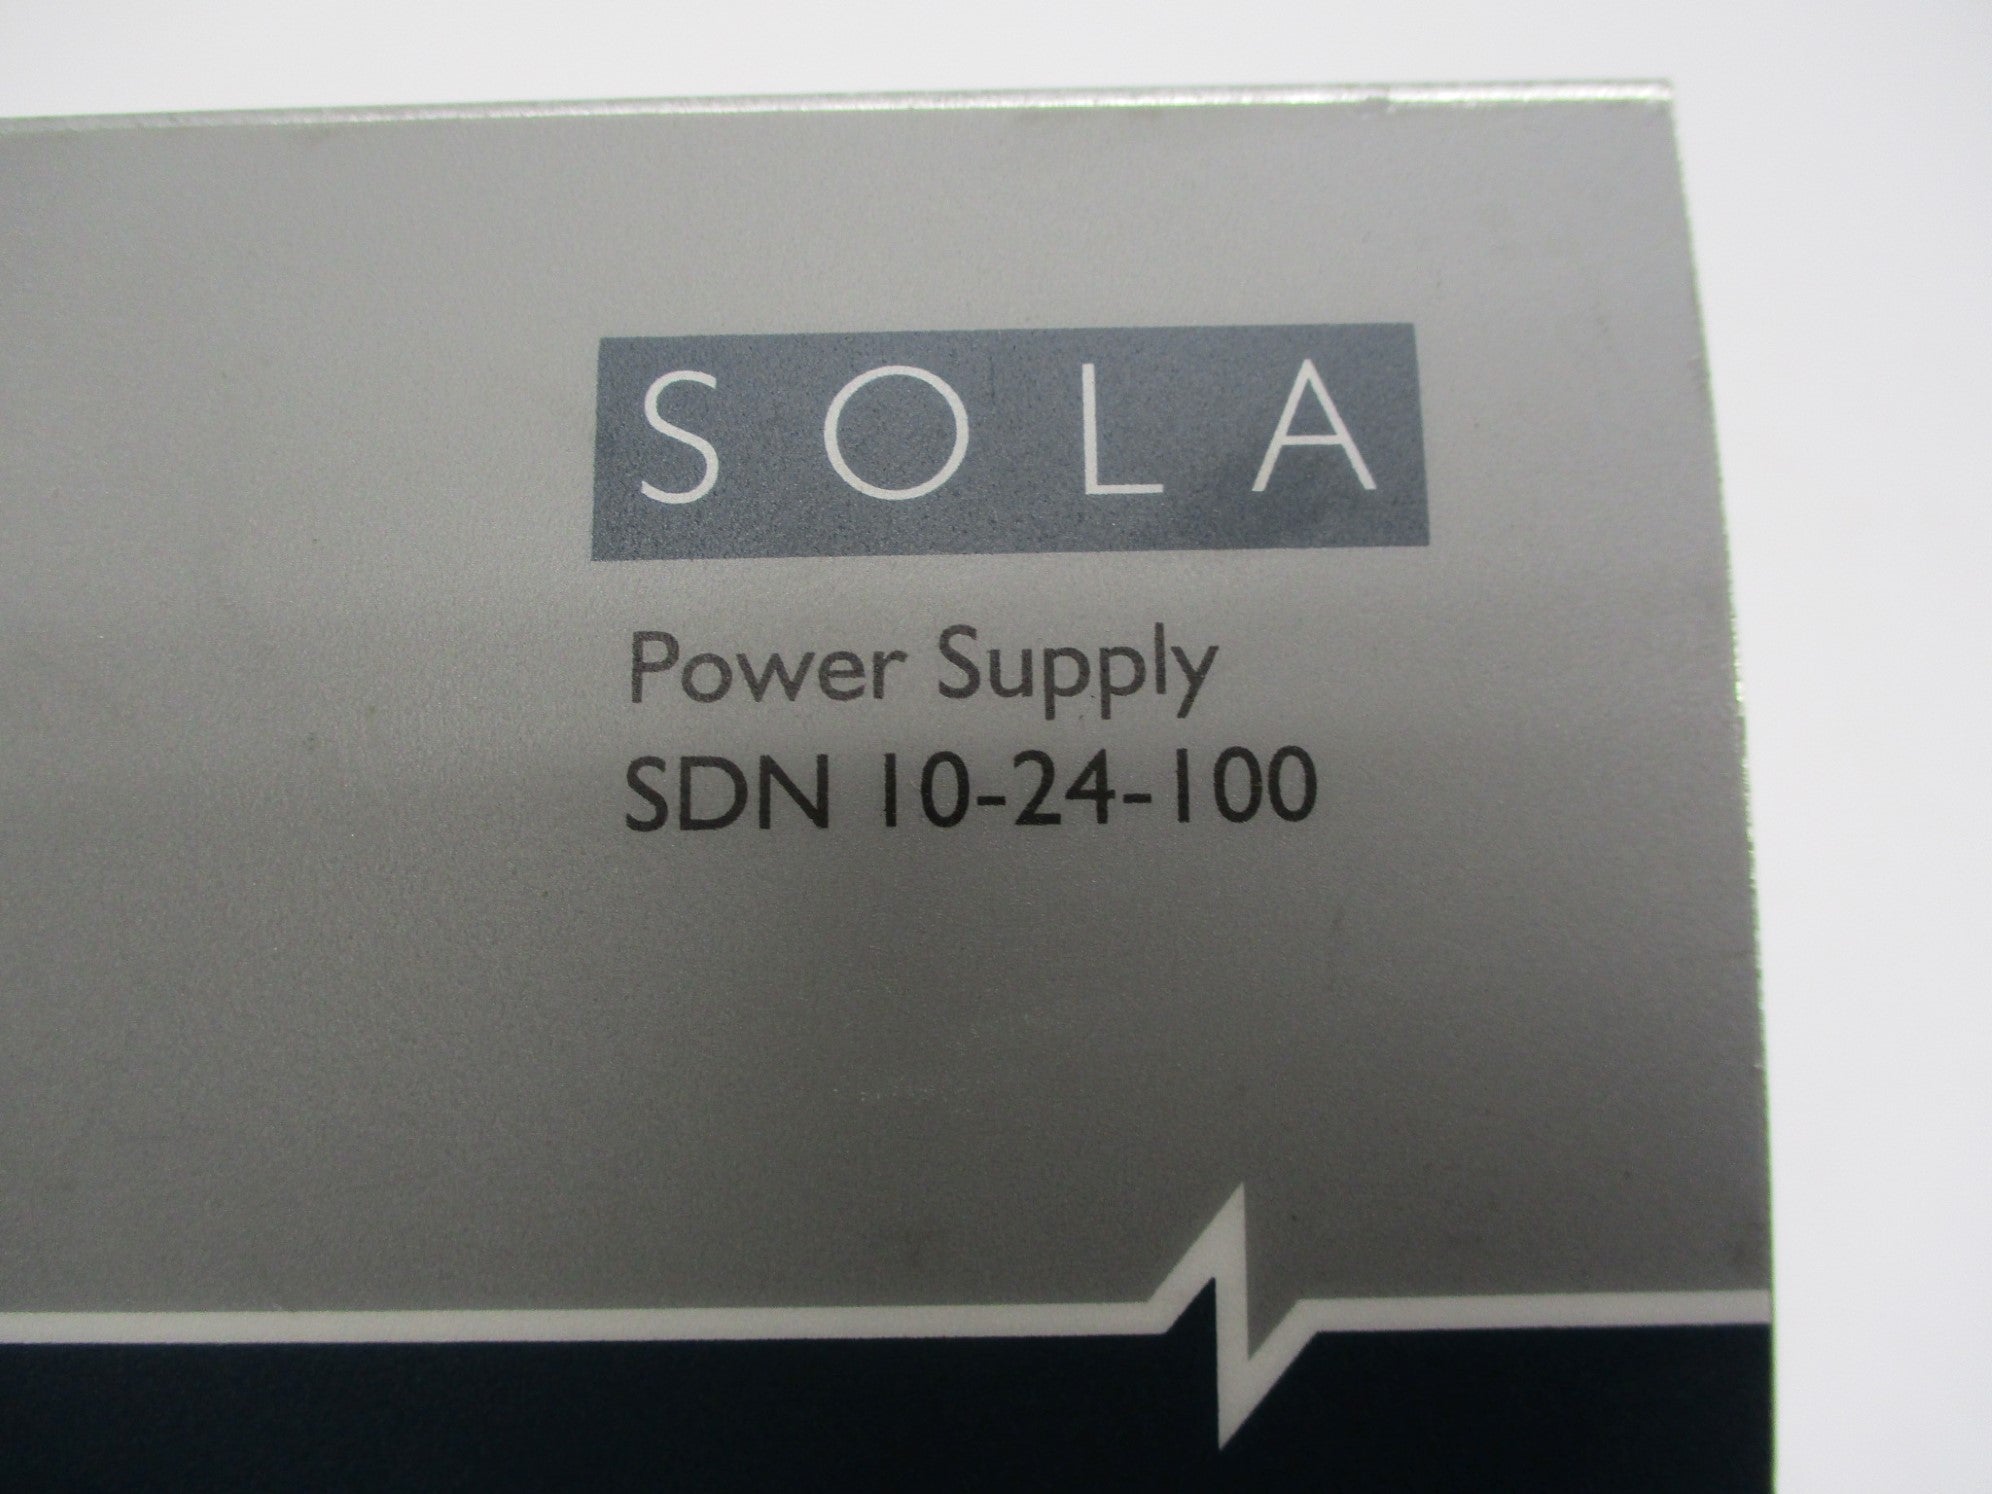 SOLA
Power Supply
SDN 10-24-100